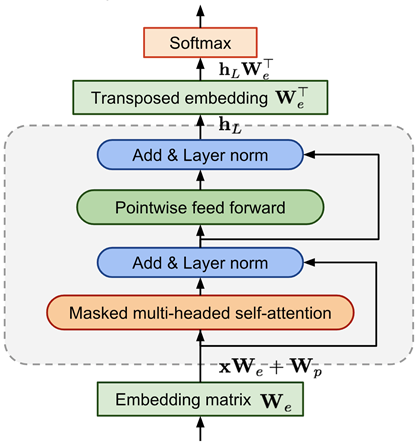 Softmax
h_L W_e^⊤
Transposed embedding W_e^⊤
h_L
Add & Layer norm
Pointwise feed forward
Add & Layer norm
Masked multi-headed self-attention
xW_e + W_p
Embedding matrix W_e